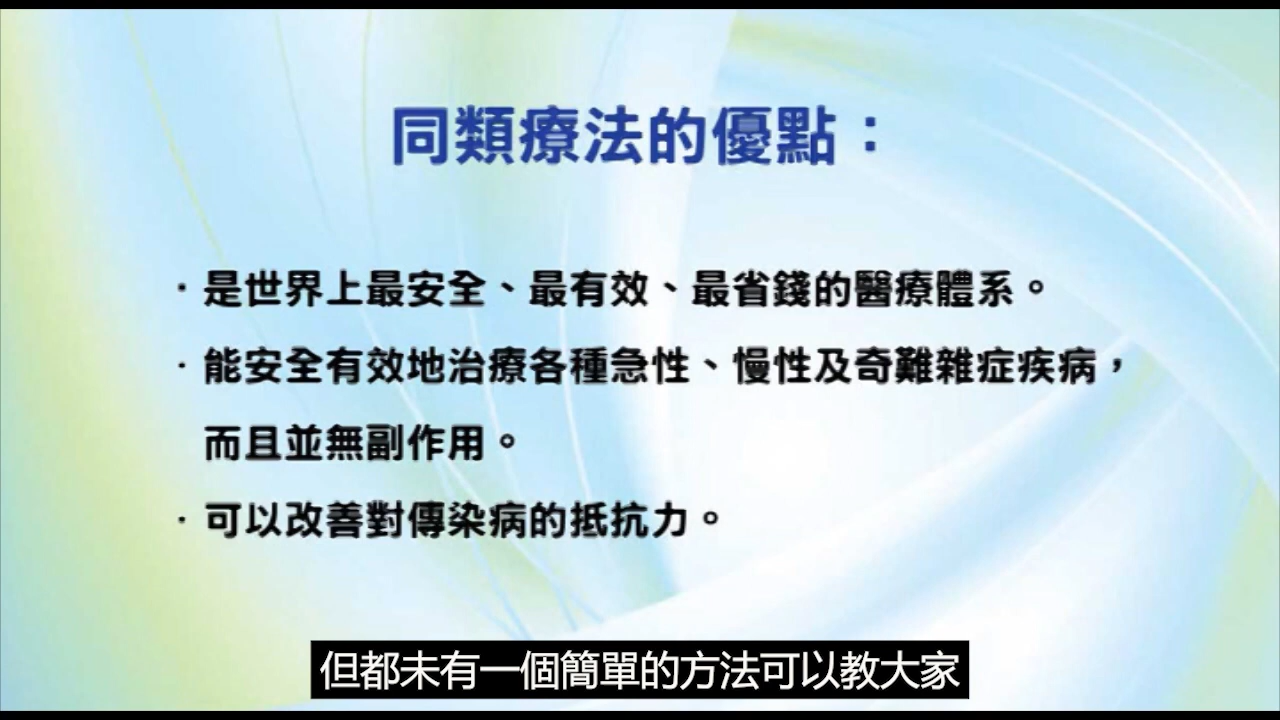 同類療法的優點：
·是世界上最安全、最有效、最省錢的醫療體系。
·能安全有效地治療各種急性、慢性及奇難雜症疾病，
而且並無副作用。
·可以改善對傳染病的抵抗力。
但都未有一個簡單的方法可以教大家